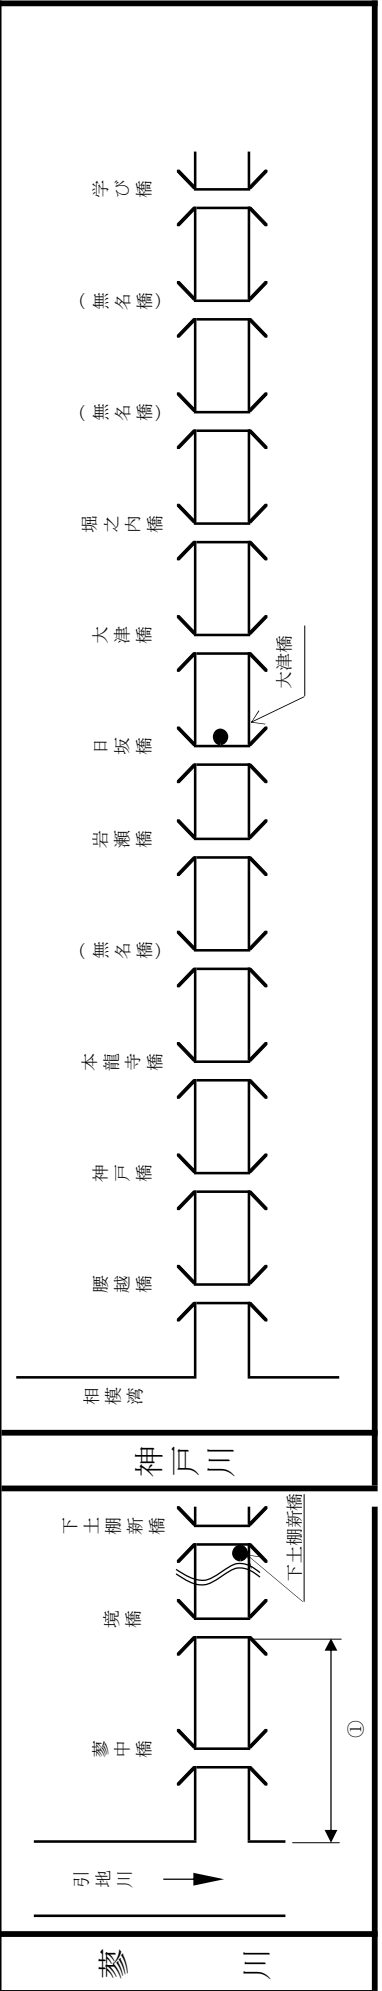 学び橋
（無名橋）
（無名橋）
堀之内橋
大津橋
日坂橋
大津橋
岩瀬橋
（無名橋）
本龍寺橋
神戸橋
腰越橋
相模湾
神戸川
下土棚新橋
下土棚新橋
境橋
①
蓼中橋
引地川
蓼川